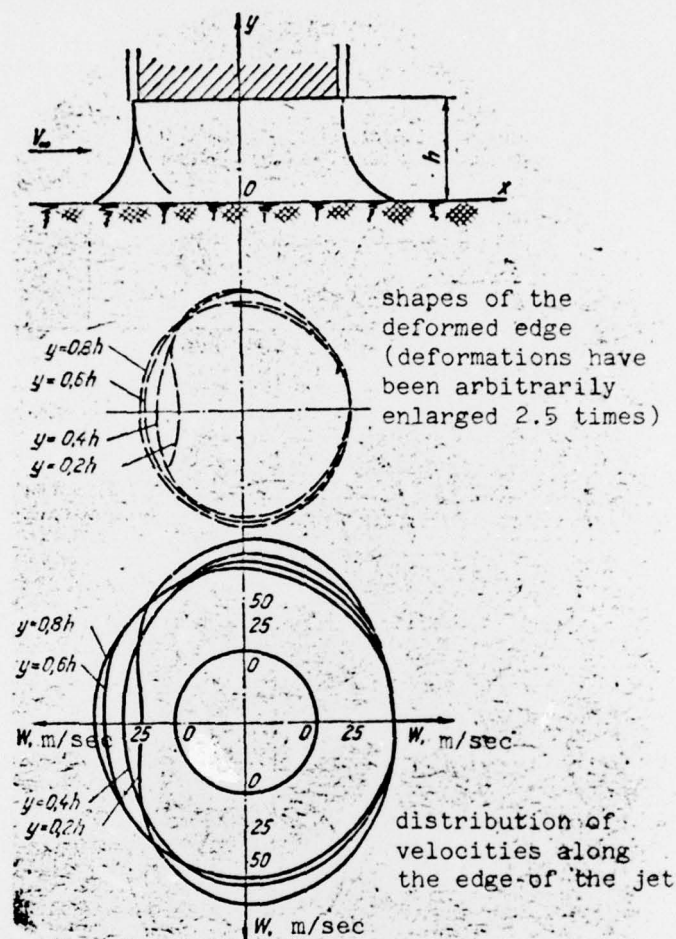 y
V∞
h
0
x
shapes of the
deformed edge
(deformations have
been arbitrarily
enlarged 2.5 times)
y=0,8h
y=0,6h
y=0,4h
y=0,2h
50
25
0
y=0,8h
y=0,6h
W, m/sec 25 0 0 25 W, m/sec
0
y=0,4h
y=0,2h
25
50
distribution of
velocities along
the edge of the jet
W, m/sec